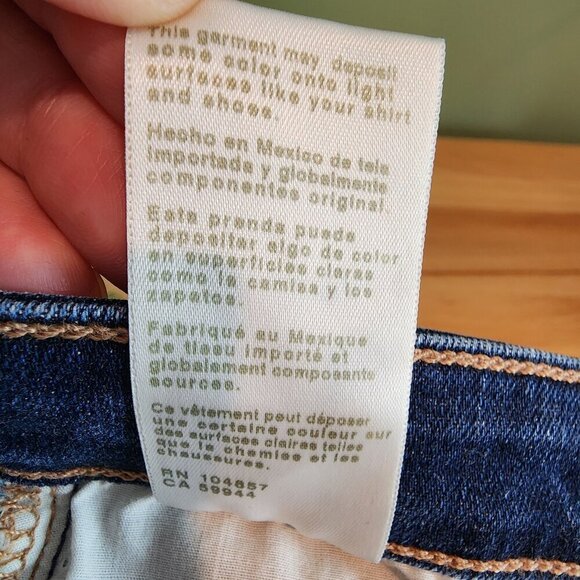 This garment may deposit
some color onto light
surfaces like your shirt
and shoes.
Hecho en Mexico de tela
importada y globalmente
componentes original.
Esta prenda puede
depositar algo de color
en superficies claras
como la camisa y los
zapatos.
Fabriqué au Mexique
de tissu importé et
globalement composante
sources.
Ce vêtement peut déposer
une certaine couleur sur
des surfaces claires telles
que la chemise et les
chaussures.
RN 104857
CA 59944